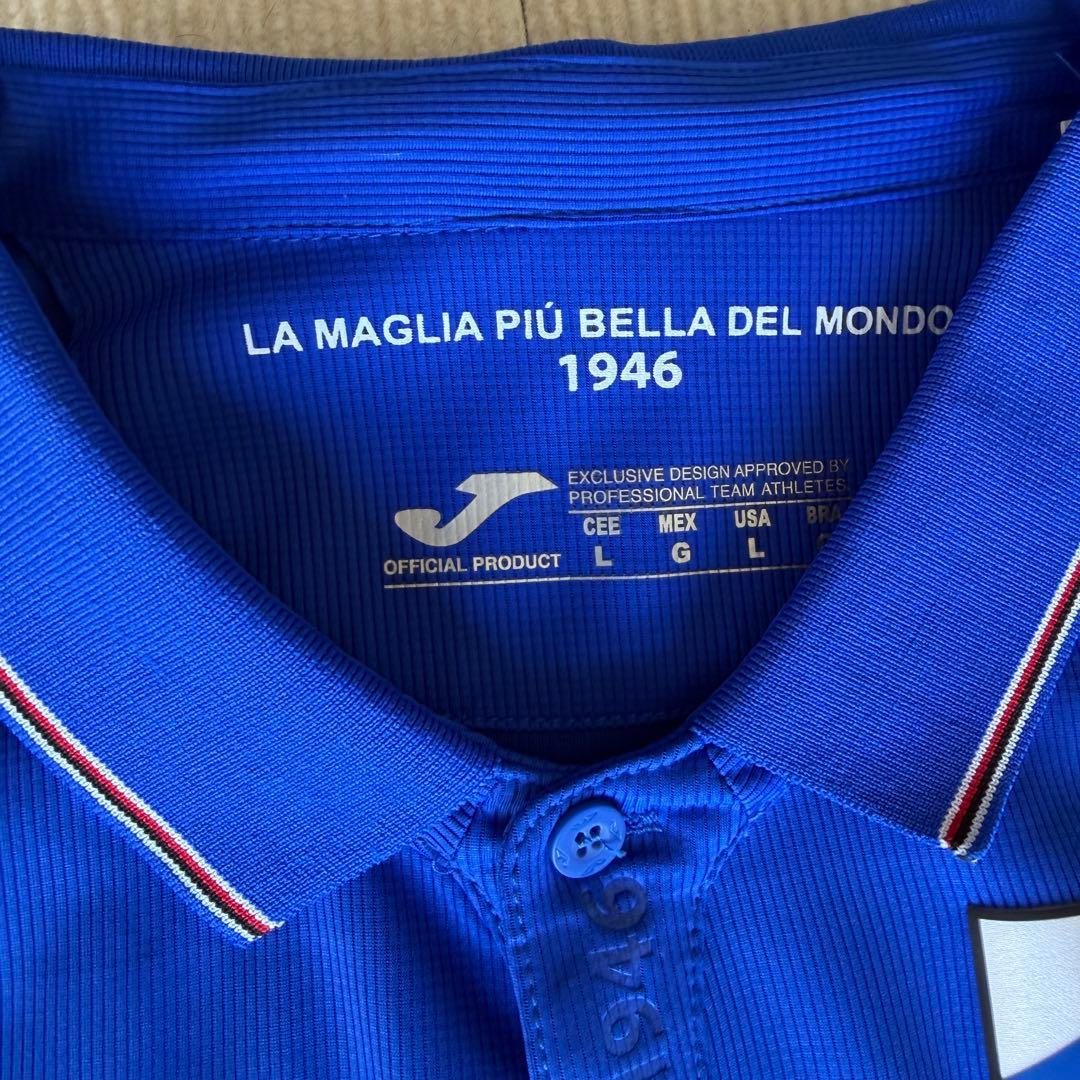 LA MAGLIA PIÚ BELLA DEL MONDO
1946
EXCLUSIVE DESIGN APPROVED BY
PROFESSIONAL TEAM ATHLETES
CEE MEX USA BRA
L G L
OFFICIAL PRODUCT
1946